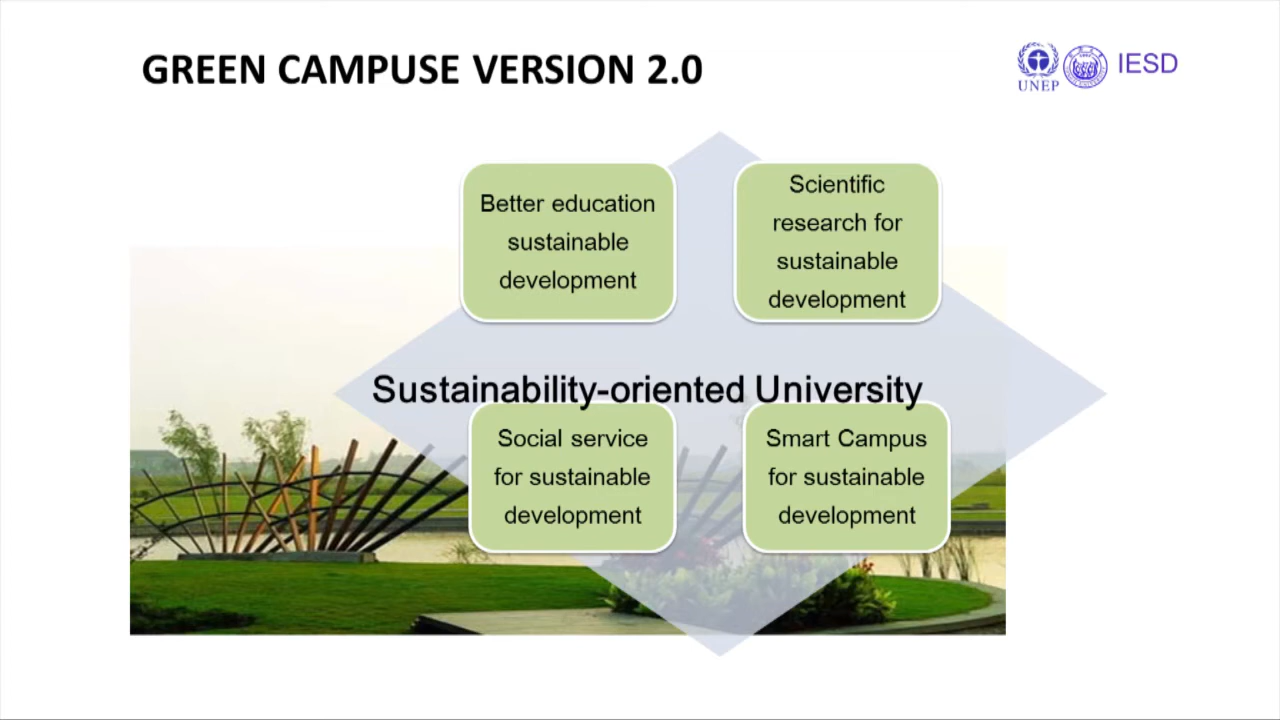 GREEN CAMPUSE VERSION 2.0
UNEP
IESD
Better education
sustainable
development
Scientific
research for
sustainable
development
Sustainability-oriented University
Social service
for sustainable
development
Smart Campus
for sustainable
development